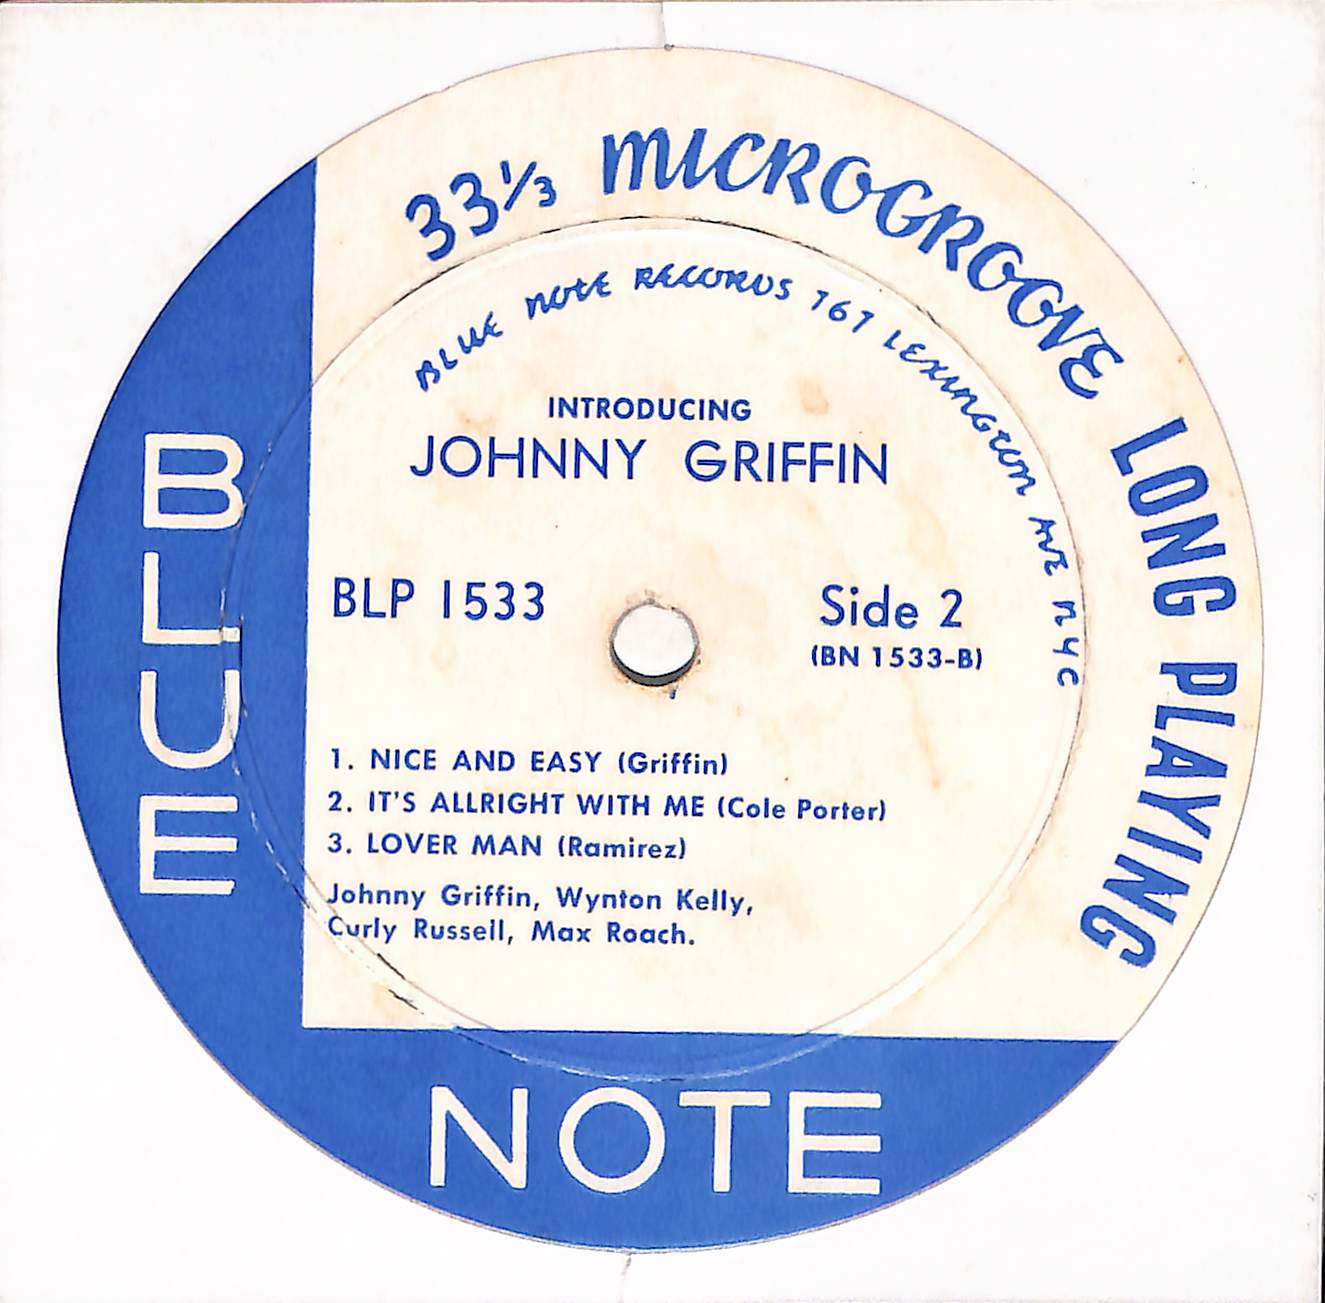 33⅓ MICROGROOVE LONG PLAYING
BLUE NOTE RECORDS 767 LEXINGTON AVE NYC
INTRODUCING
JOHNNY GRIFFIN
BLP 1533
Side 2
(BN 1533-B)
1. NICE AND EASY (Griffin)
2. IT'S ALLRIGHT WITH ME (Cole Porter)
3. LOVER MAN (Ramirez)
Johnny Griffin, Wynton Kelly,
Curly Russell, Max Roach.
BLUE
NOTE